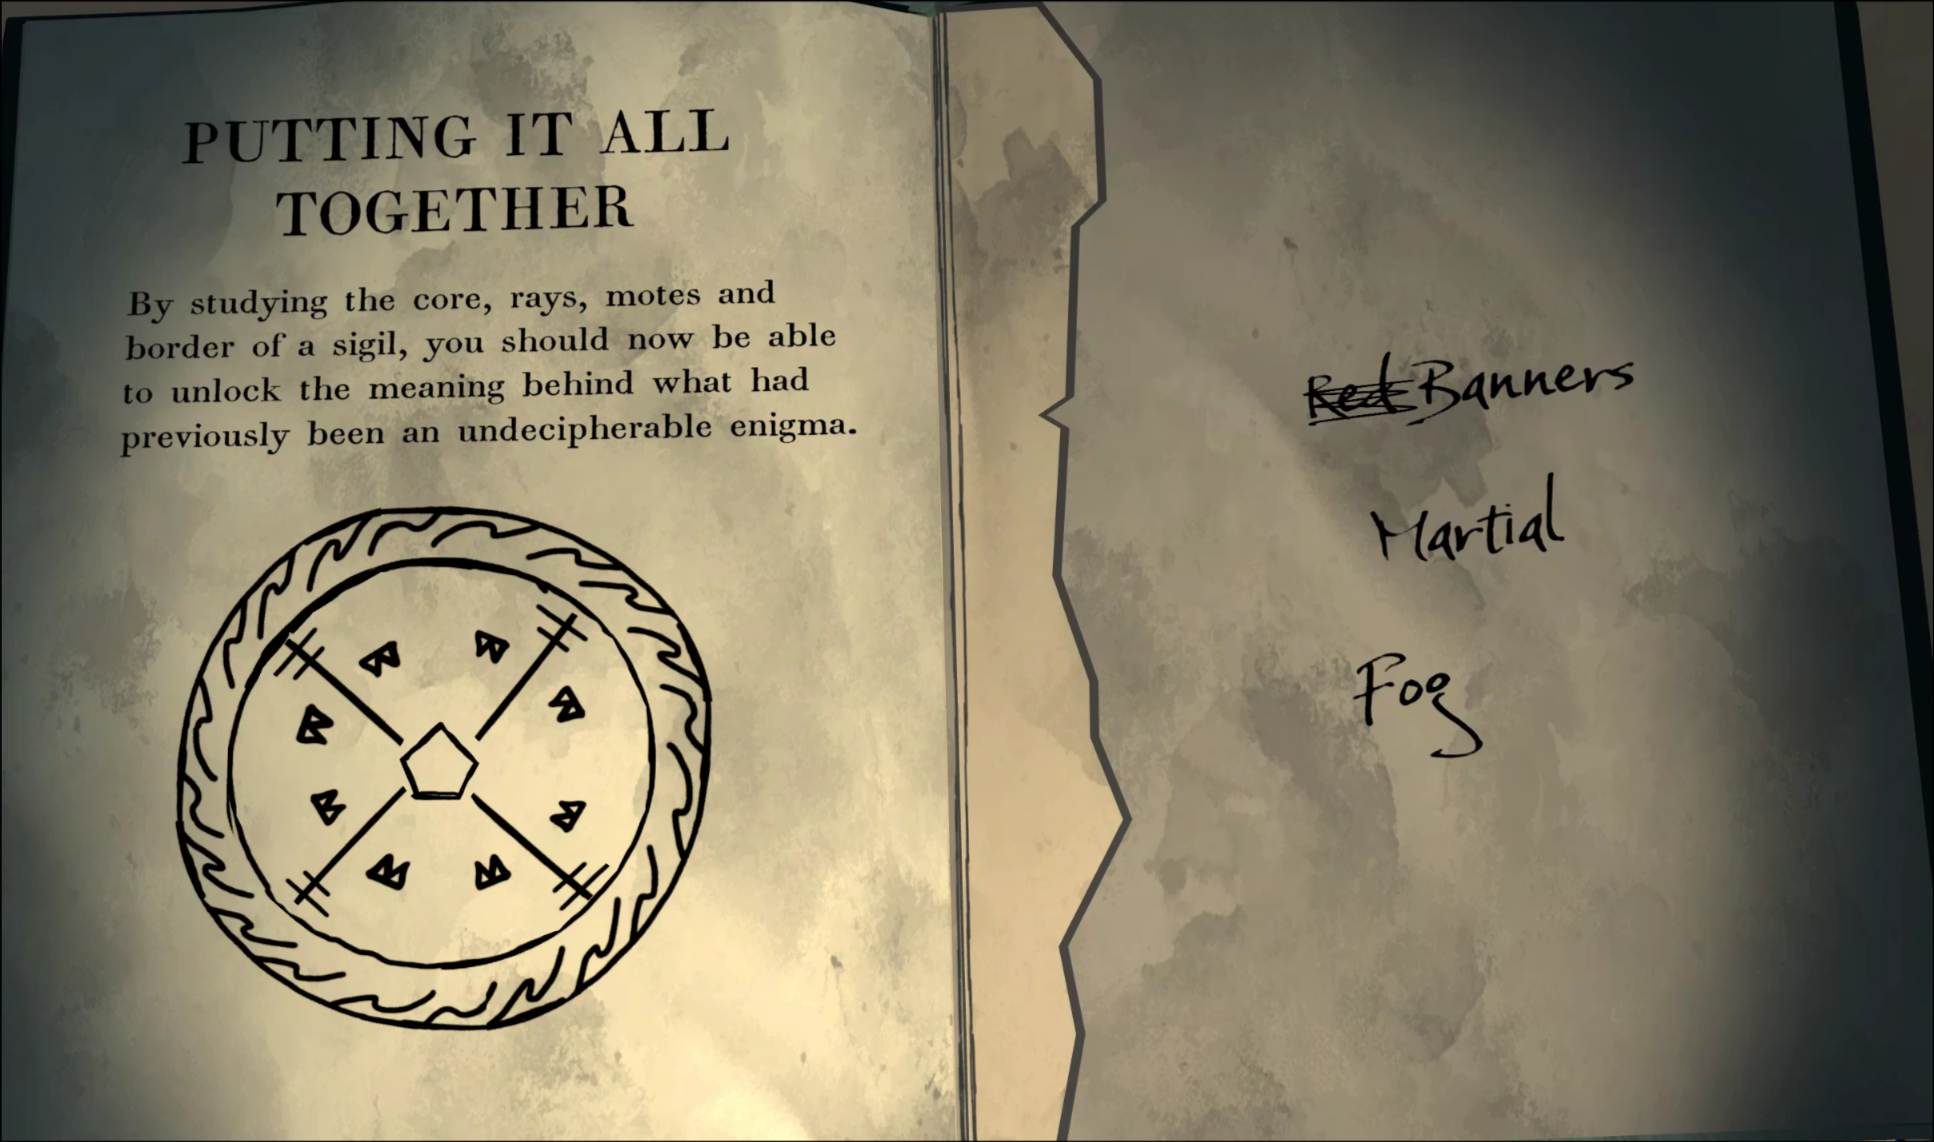 PUTTING IT ALL
TOGETHER
By studying the core, rays, motes and
border of a sigil, you should now be able
to unlock the meaning behind what had
previously been an undecipherable enigma.
Red Banners
Martial
Fog